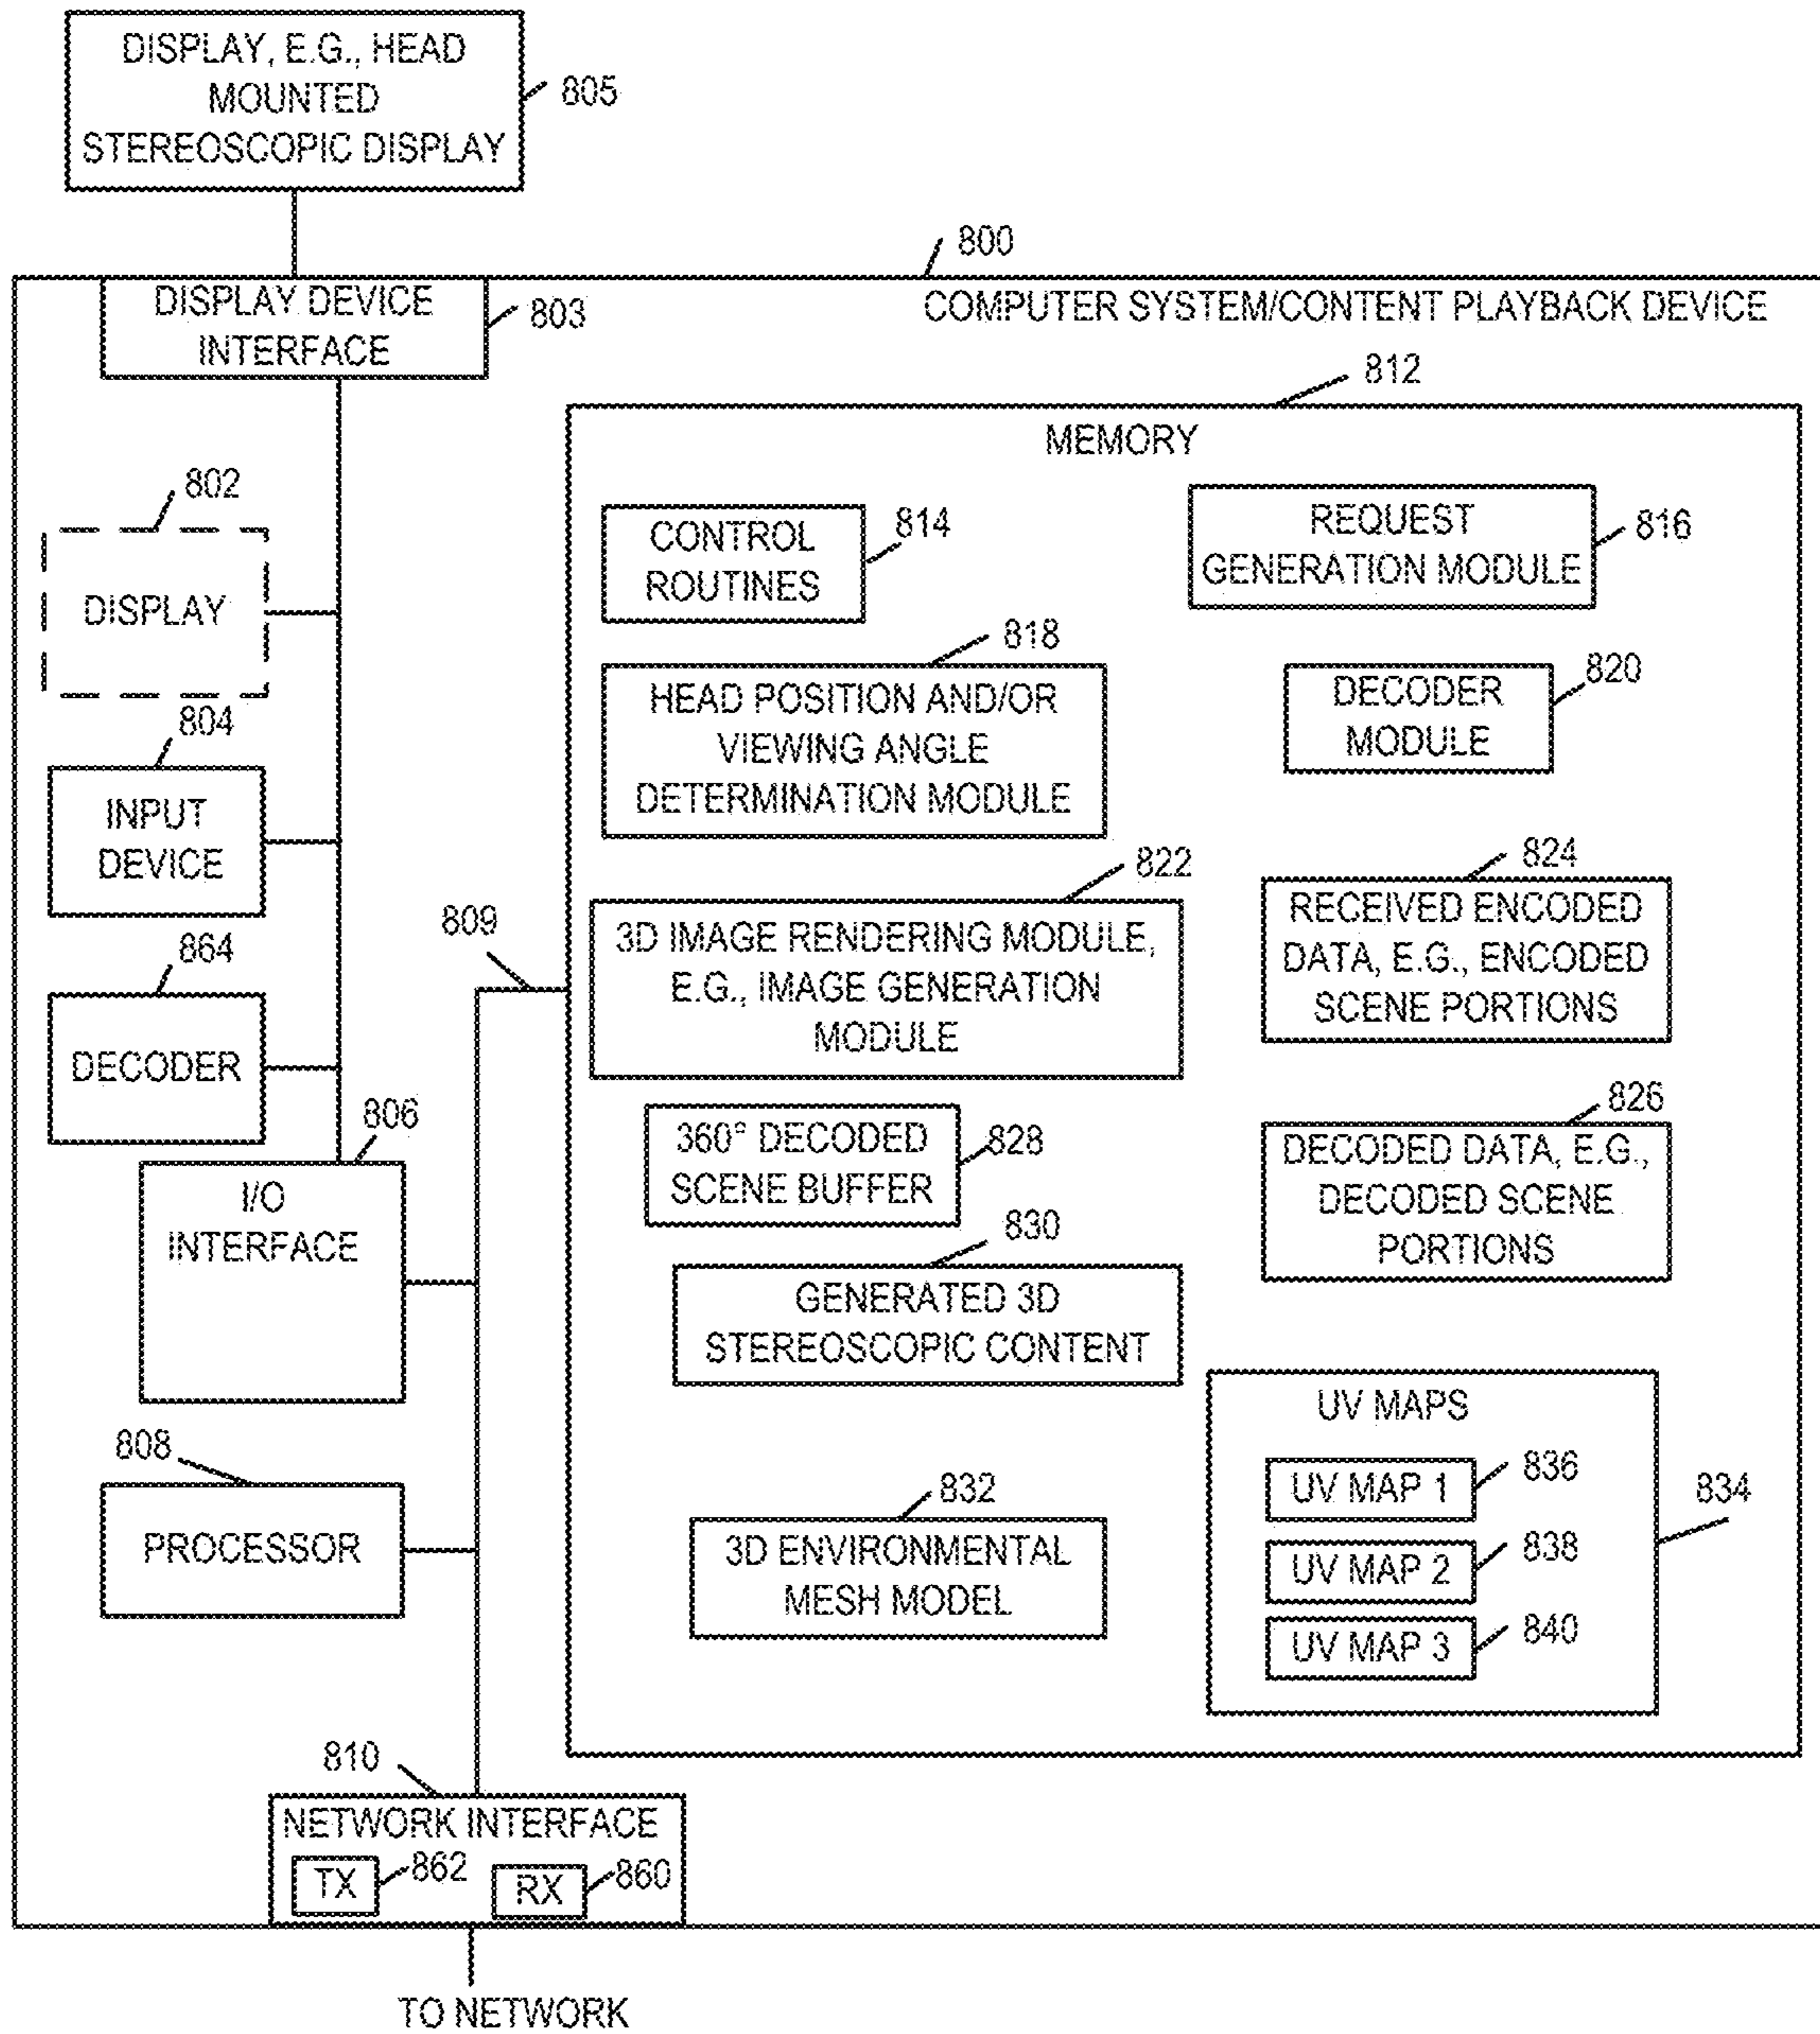 DISPLAY, E.G., HEAD
MOUNTED
STEREOSCOPIC DISPLAY
805
800
DISPLAY DEVICE
INTERFACE
803
COMPUTER SYSTEM/CONTENT PLAYBACK DEVICE
812
MEMORY
802
DISPLAY
CONTROL
ROUTINES
814
REQUEST
GENERATION MODULE
816
818
HEAD POSITION AND/OR
VIEWING ANGLE
DETERMINATION MODULE
DECODER
MODULE
820
804
INPUT
DEVICE
822
3D IMAGE RENDERING MODULE,
E.G., IMAGE GENERATION
MODULE
824
RECEIVED ENCODED
DATA, E.G., ENCODED
SCENE PORTIONS
809
864
DECODER
806
I/O
INTERFACE
360° DECODED
SCENE BUFFER
828
826
DECODED DATA, E.G.,
DECODED SCENE
PORTIONS
830
GENERATED 3D
STEREOSCOPIC CONTENT
UV MAPS
UV MAP 1
836
UV MAP 2
838
UV MAP 3
840
834
808
PROCESSOR
832
3D ENVIRONMENTAL
MESH MODEL
810
NETWORK INTERFACE
TX
862
RX
860
TO NETWORK